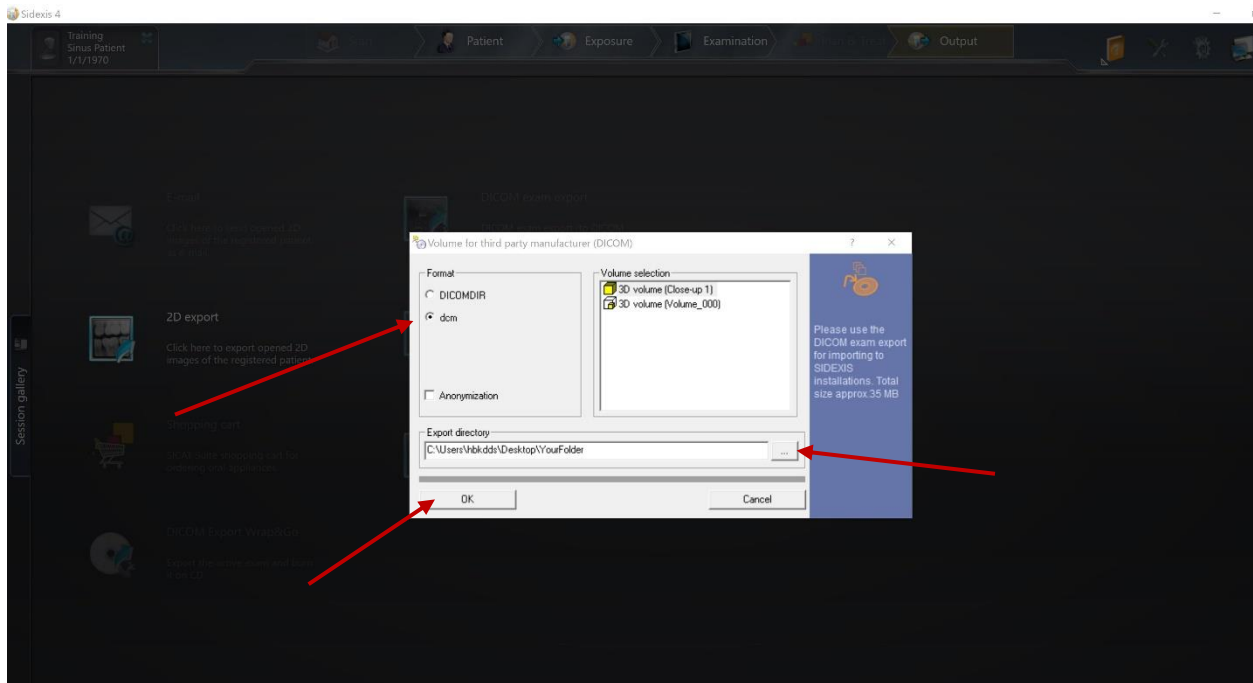 Sidexis 4
Training
Sinus Patient
1/1/1970
Patient
Exposure
Examination
Output
E-mail
DICOM exam export
2D export
Click here to export opened 2D
images of the registered patient
Session gallery
Shopping cart
DICOM Export Wrap&Go
Volume for third party manufacturer (DICOM)
?
Format
DICOMDIR
dcm
Anonymization
Volume selection
3D volume (Close-up 1)
3D volume (Volume_000)
Export directory
C:\Users\hbkdds\Desktop\YourFolder
...
OK
Cancel
Please use the
DICOM exam export
for importing to
SIDEXIS
installations. Total
size approx.35 MB